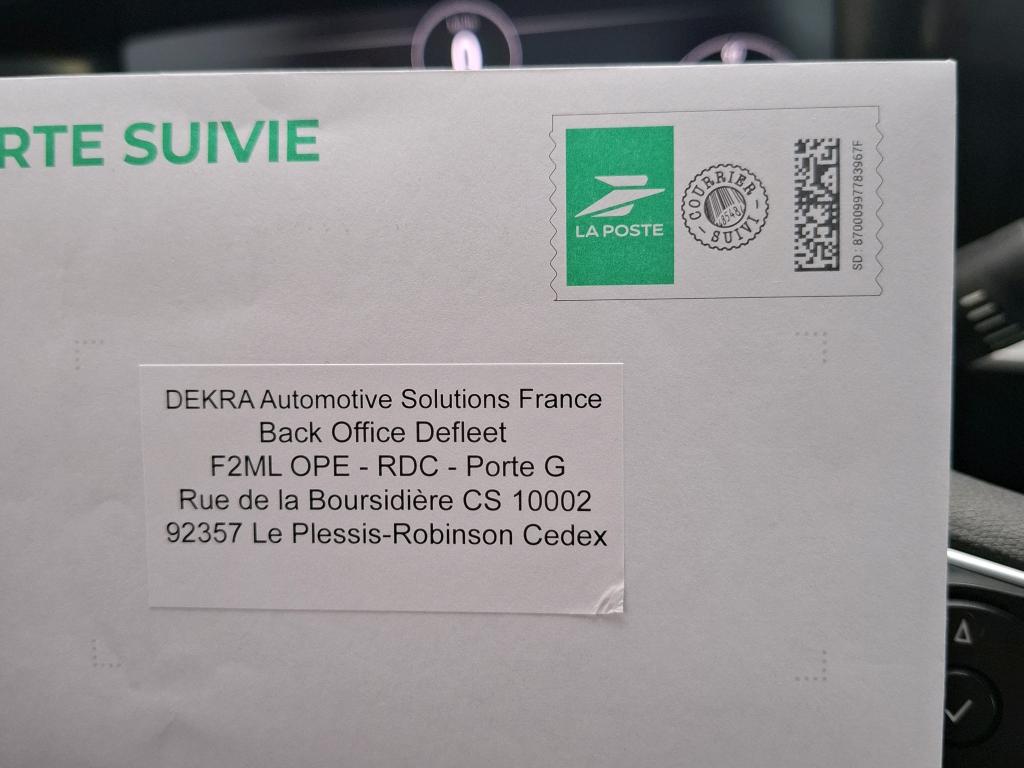 RTE SUIVIE
LA POSTE
COURRIER
SUIVI
SD : 87000997783967F
DEKRA Automotive Solutions France
Back Office Defleet
F2ML OPE - RDC - Porte G
Rue de la Boursidière CS 10002
92357 Le Plessis-Robinson Cedex